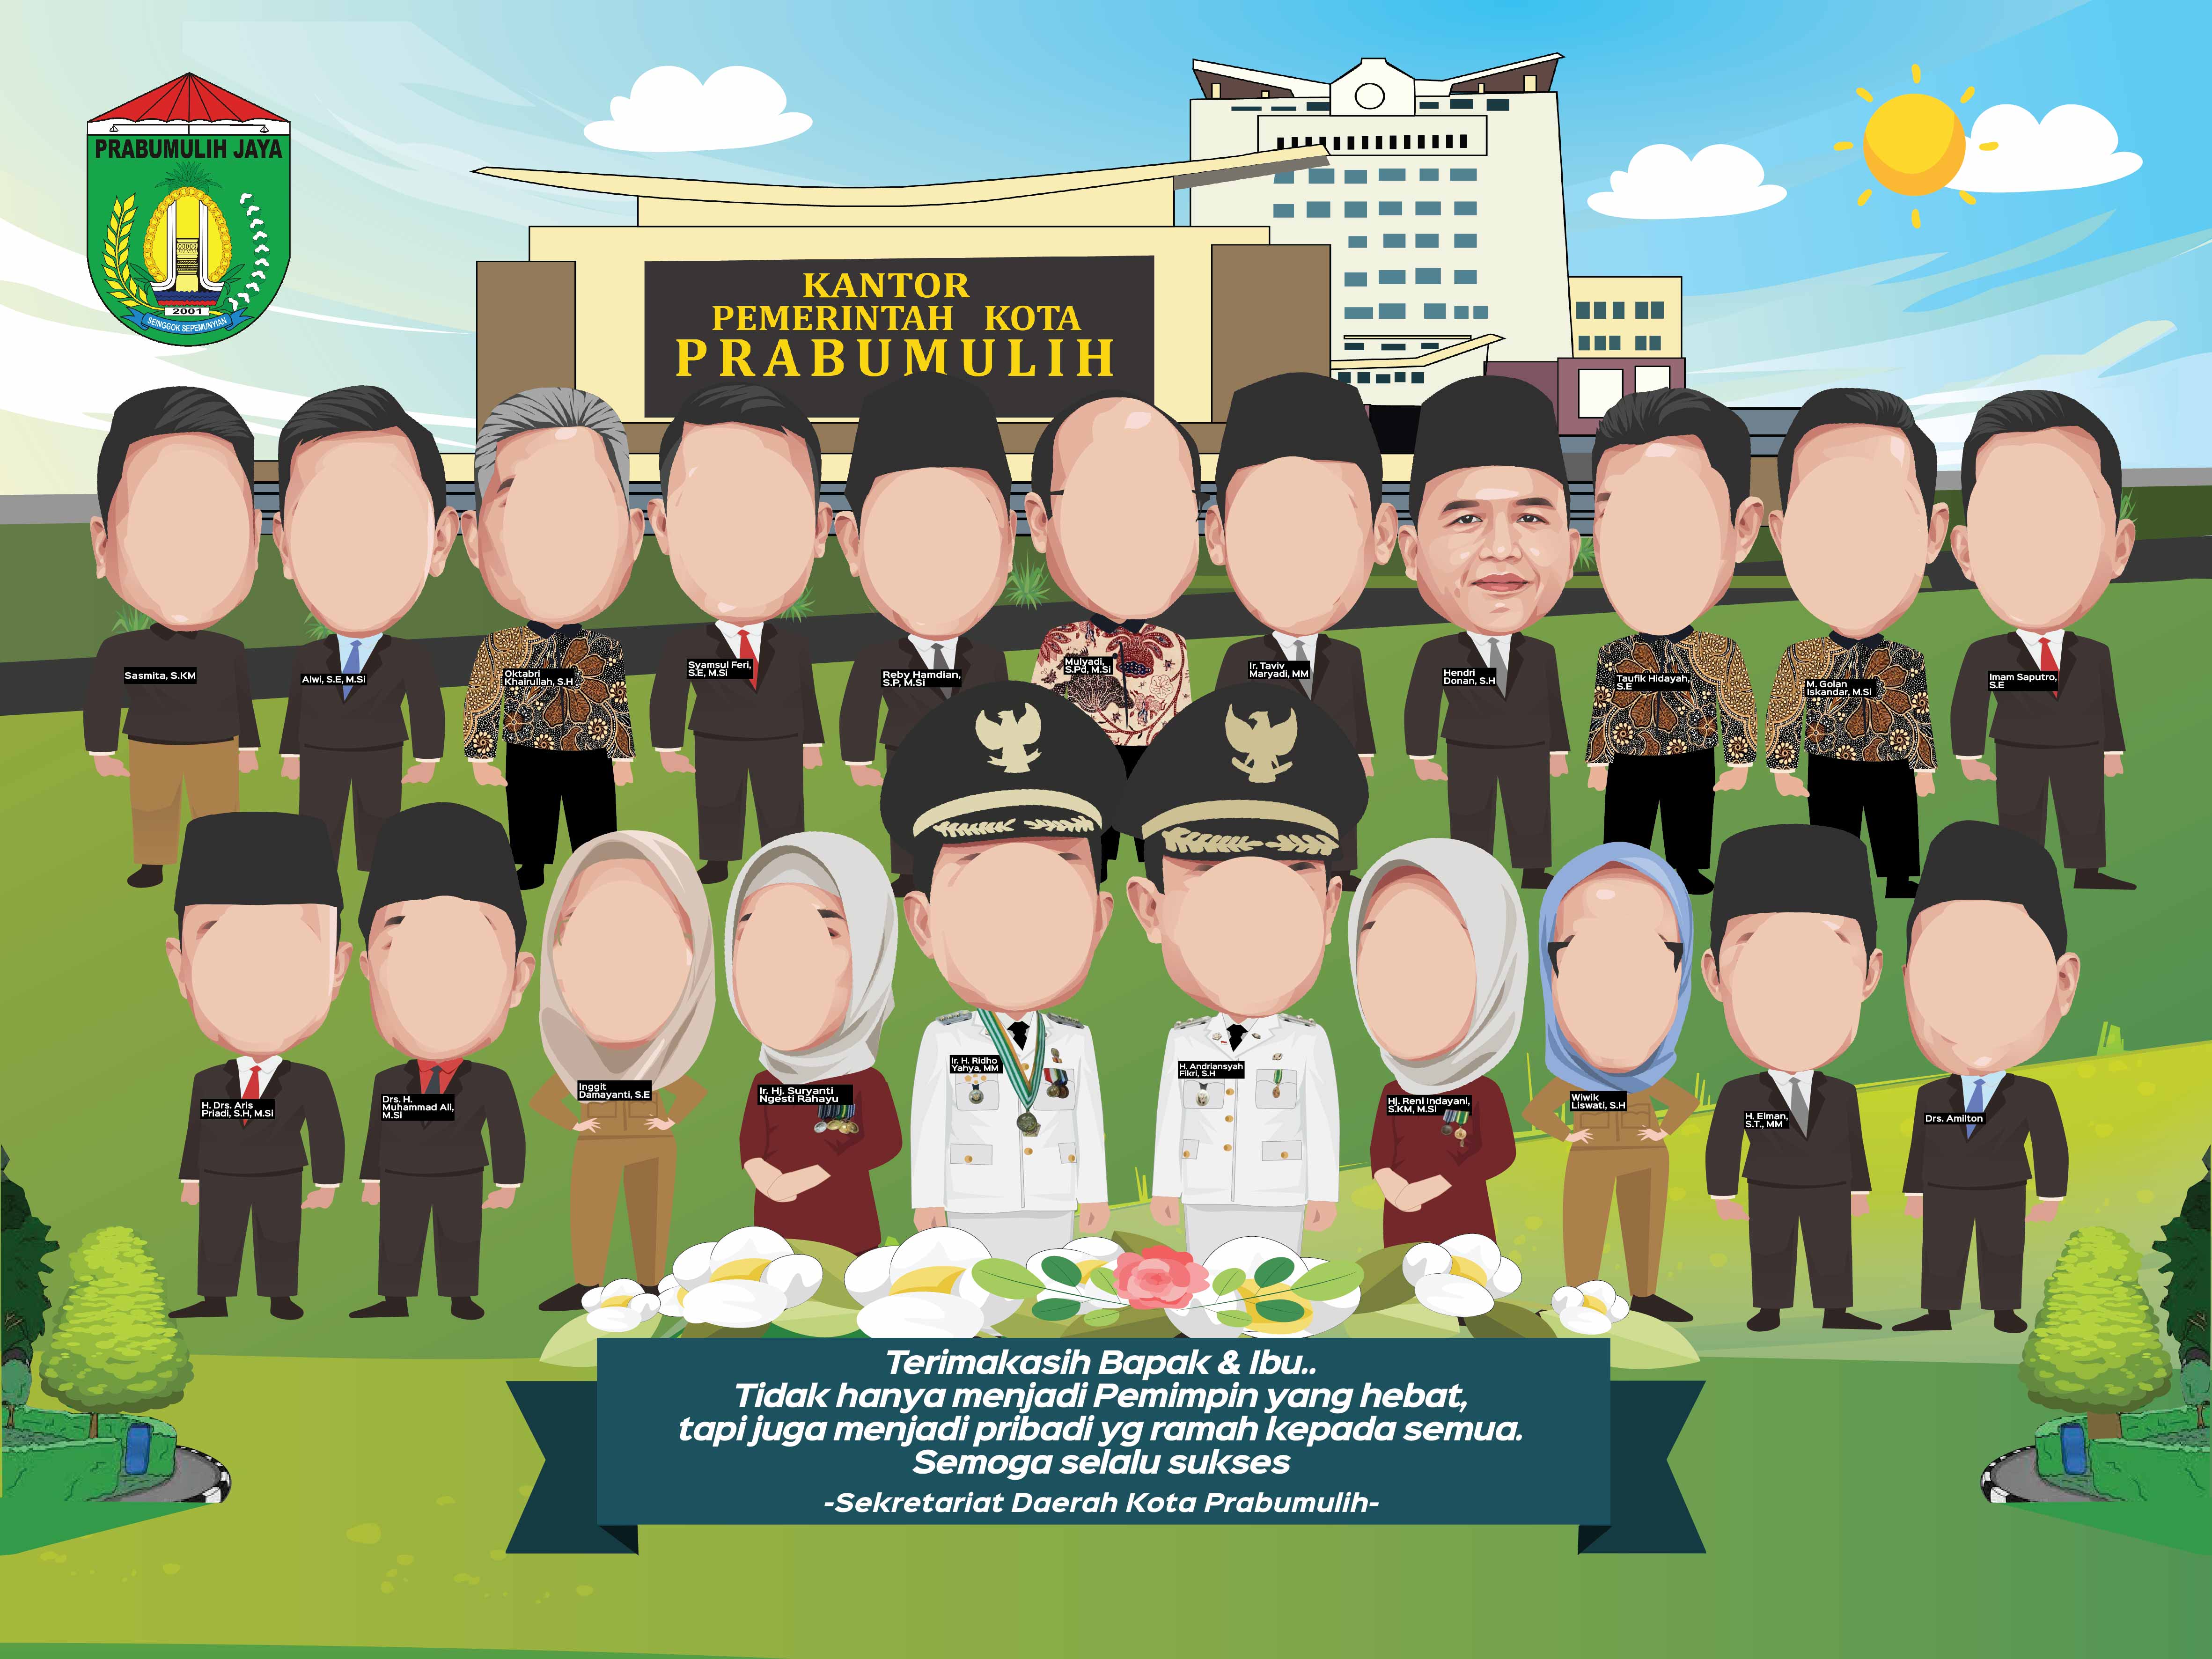 PRABUMULIH JAYA
2001
SEINGGOK SEPEMUNYIAN
KANTOR
PEMERINTAH KOTA
PRABUMULIH
Sasmita, S.KM
Alwi, S.E, M.Si
Oktabri
Khairullah, S.H
Syamsul Feri,
S.E, M.Si
Reby Hamdian,
S.P, M.Si
Mulyadi,
S.Pd, M.Si
Ir. Taviv
Maryadi, MM
Hendri
Donan, S.H
Taufik Hidayah,
S.E
M. Golan
Iskandar, M.Si
Imam Saputro,
S.E
H. Drs. Aris
Priadi, S.H, M.Si
Drs. H.
Muhammad Ali,
M.Si
Inggit
Damayanti, S.E
Ir. Hj. Suryanti
Ngesti Rahayu
Ir. H. Ridho
Yahya, MM
H. Andriansyah
Fikri, S.H
Hj. Reni Indayani,
S.KM, M.Si
Wiwik
Liswati, S.H
H. Elman,
S.T., MM
Drs. Amilton
Terimakasih Bapak & Ibu..
Tidak hanya menjadi Pemimpin yang hebat,
tapi juga menjadi pribadi yg ramah kepada semua.
Semoga selalu sukses
-Sekretariat Daerah Kota Prabumulih-